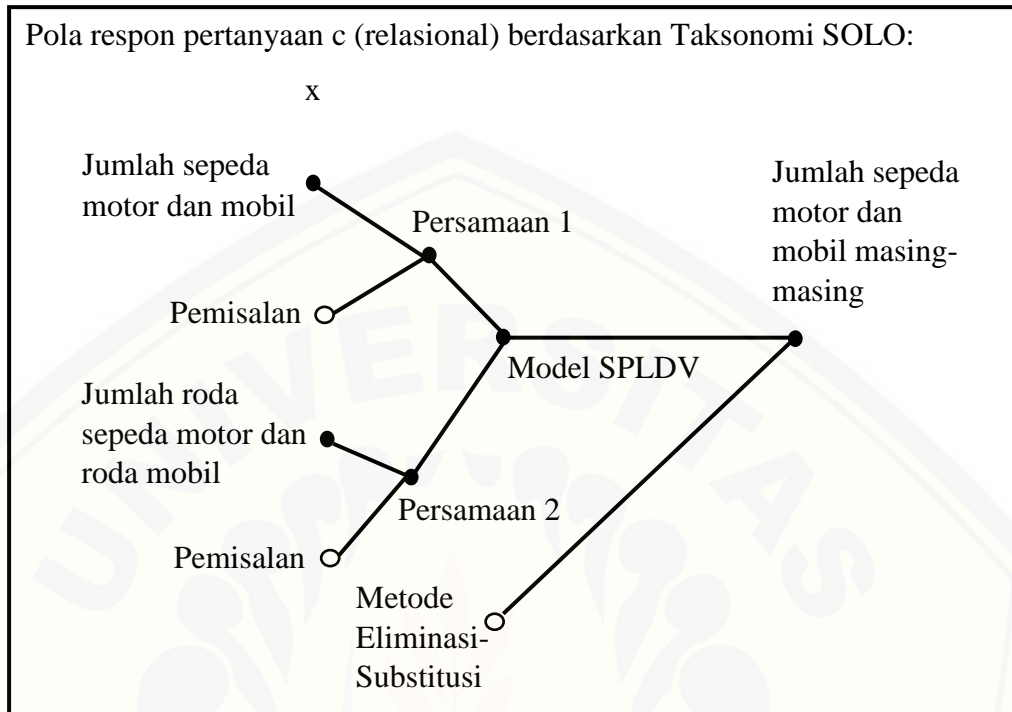 Pola respon pertanyaan c (relasional) berdasarkan Taksonomi SOLO:
x
Jumlah sepeda
motor dan mobil
Persamaan 1
Pemisalan
Jumlah sepeda
motor dan
mobil masing-
masing
Model SPLDV
Jumlah roda
sepeda motor dan
roda mobil
Persamaan 2
Pemisalan
Metode
Eliminasi-
Substitusi
UNIVERSITAS